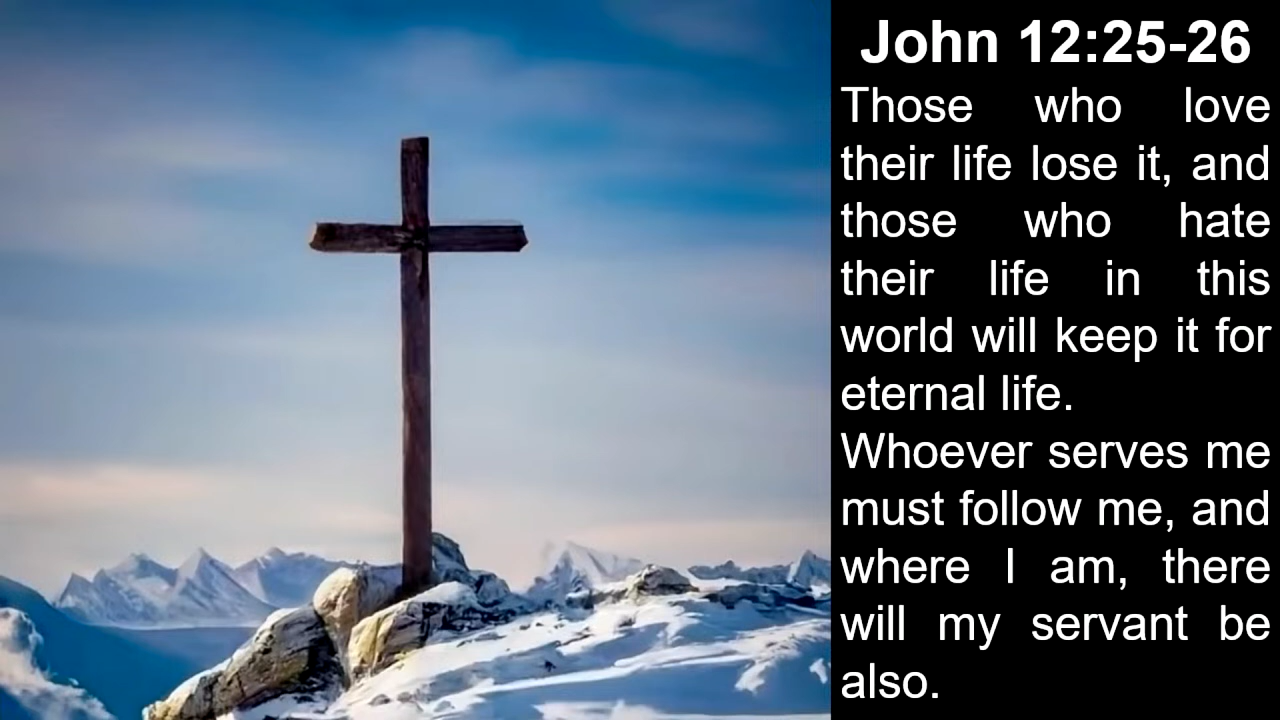 John 12:25-26
Those who love
their life lose it, and
those who hate
their life in this
world will keep it for
eternal life.
Whoever serves me
must follow me, and
where I am, there
will my servant be
also.